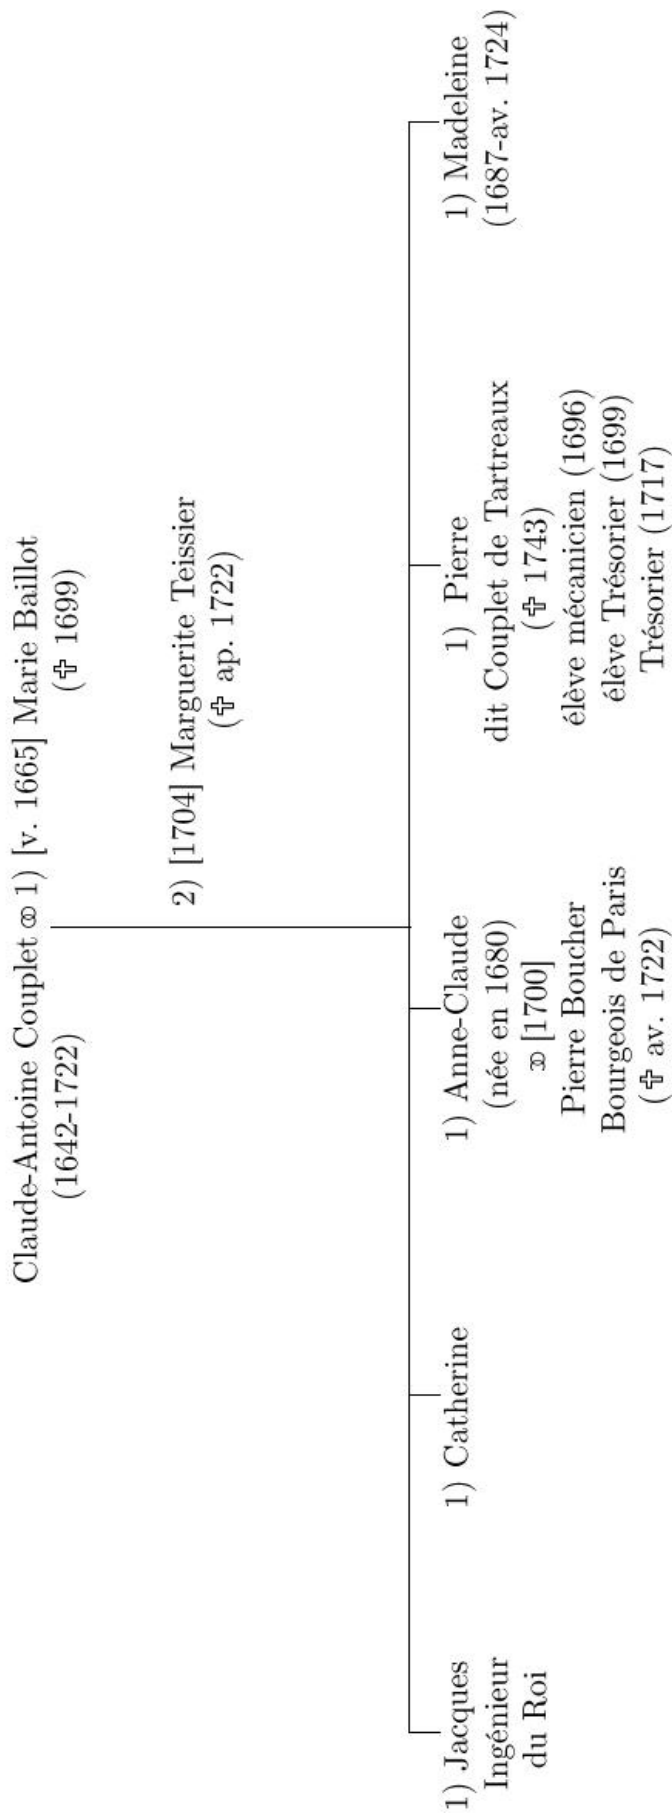 Claude-Antoine Couplet ⚭ 1) [v. 1665] Marie Baillot
(1642-1722)
(✞ 1699)
2) [1704] Marguerite Teissier
(✞ ap. 1722)
1) Jacques
Ingénieur
du Roi
1) Catherine
1) Anne-Claude
(née en 1680)
⚭ [1700]
Pierre Boucher
Bourgeois de Paris
(✞ av. 1722)
1) Pierre
dit Couplet de Tartreaux
(✞ 1743)
élève mécanicien (1696)
élève Trésorier (1699)
Trésorier (1717)
1) Madeleine
(1687-av. 1724)